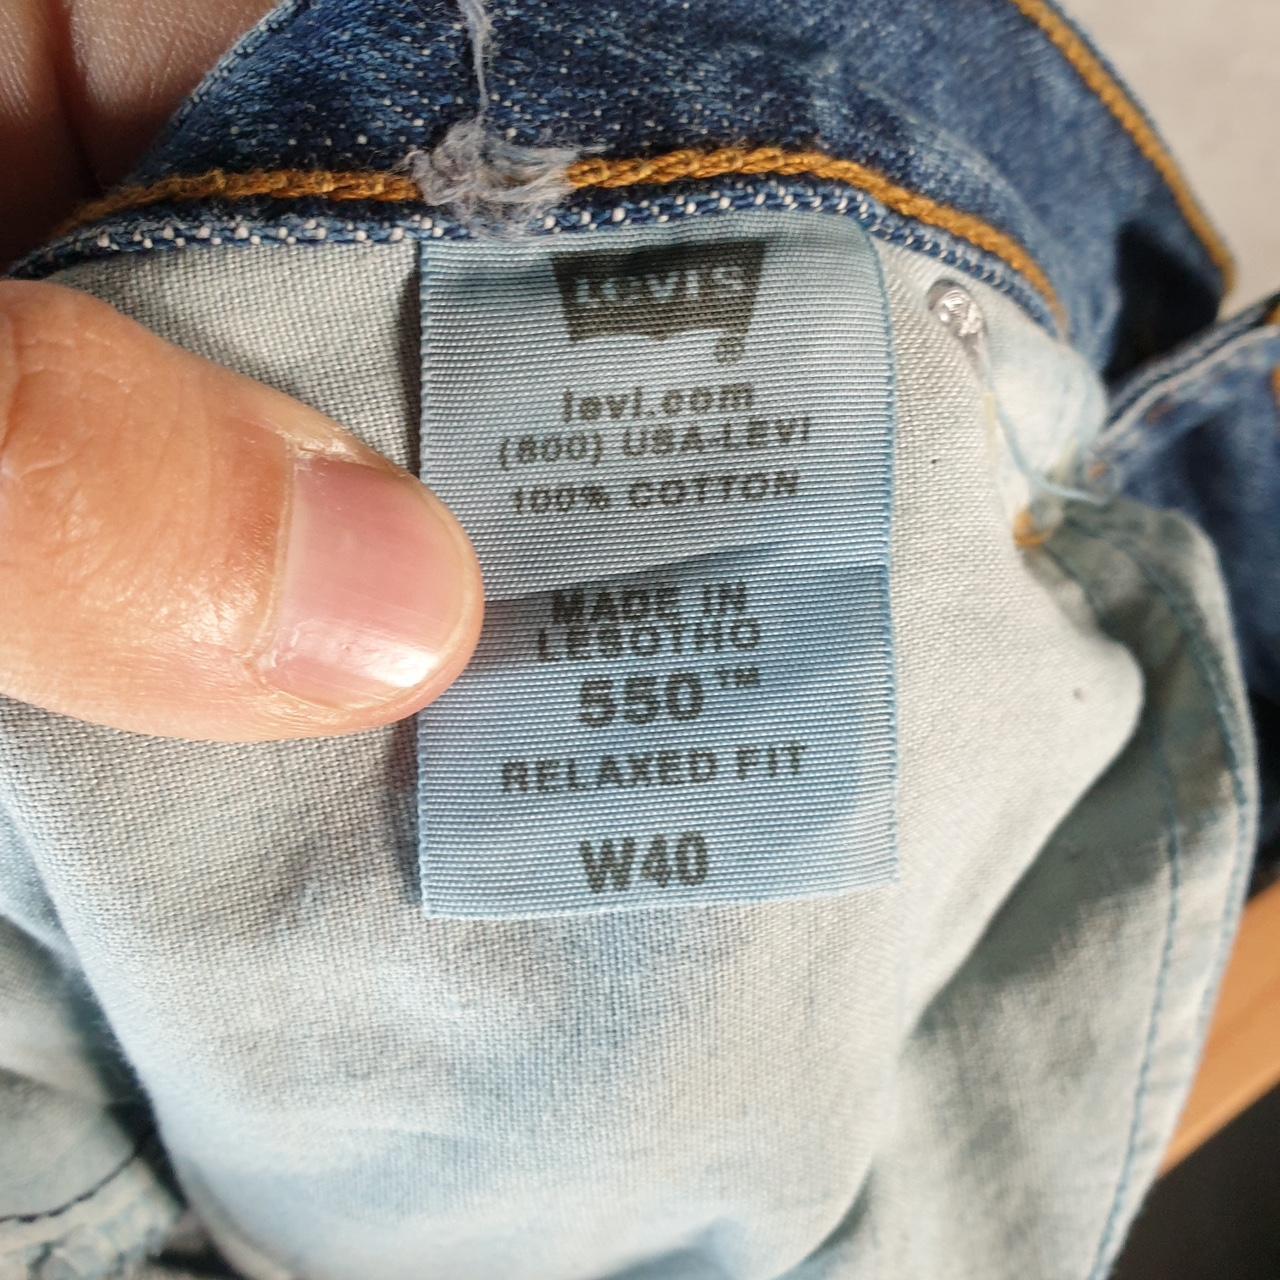 Levi's
®
levi.com
(800) USA-LEVI
100% COTTON
MADE IN
LESOTHO
550™
RELAXED FIT
W40